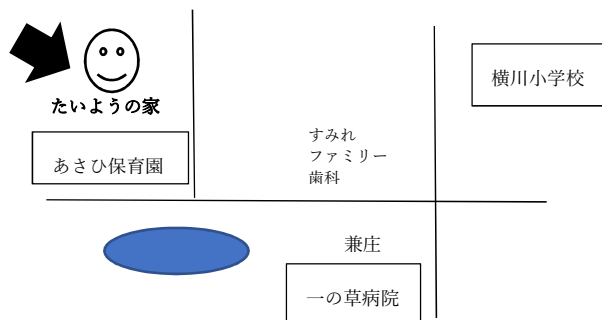 たいようの家
あさひ保育園
すみれ
ファミリー
歯科
横川小学校
兼庄
一の草病院